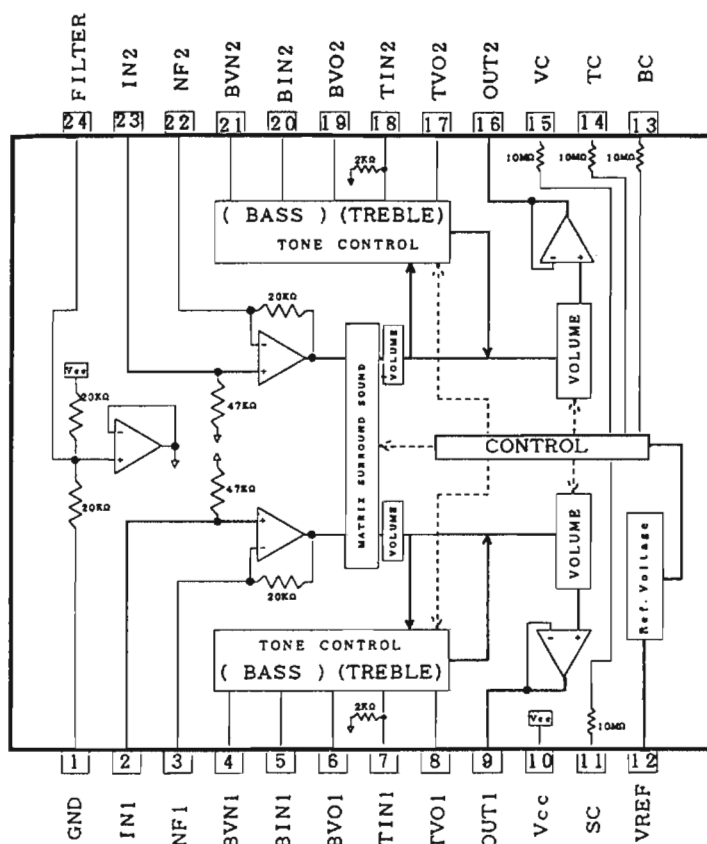 FILTER
IN2
NF2
BVN2
BIN2
BVO2
TIN2
TVO2
OUT2
VC
TC
BC
24
23
22
21
20
19
18
17
16
15
14
13
2KΩ
10MΩ
10MΩ
10MΩ
( BASS ) (TREBLE)
TONE CONTROL
- +
20KΩ
-
+
Vcc
20KΩ
47KΩ
MATRIX SURROUND SOUND
VOLUME
VOLUME
-
+
CONTROL
20KΩ
47KΩ
+
-
VOLUME
VOLUME
20KΩ
Ref.Voltage
TONE CONTROL
( BASS ) (TREBLE)
- +
2KΩ
Vcc
10MΩ
1
2
3
4
5
6
7
8
9
10
11
12
GND
IN1
NF1
BVN1
BIN1
BVO1
TIN1
TVO1
OUT1
Vcc
SC
VREF